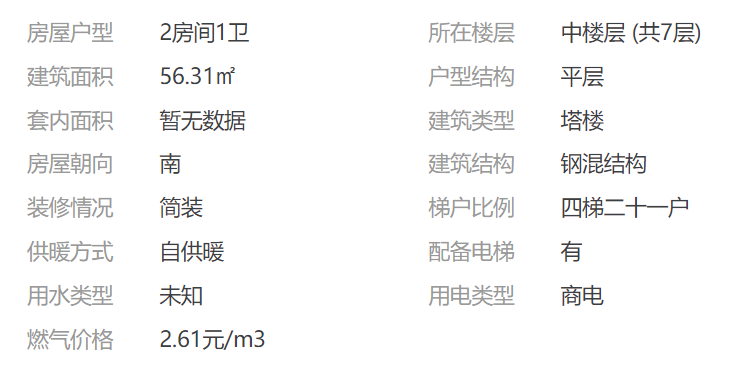 房屋户型 2房间1卫 所在楼层 中楼层 (共7层)
建筑面积 56.31㎡ 户型结构 平层
套内面积 暂无数据 建筑类型 塔楼
房屋朝向 南 建筑结构 钢混结构
装修情况 简装 梯户比例 四梯二十一户
供暖方式 自供暖 配备电梯 有
用水类型 未知 用电类型 商电
燃气价格 2.61元/m3